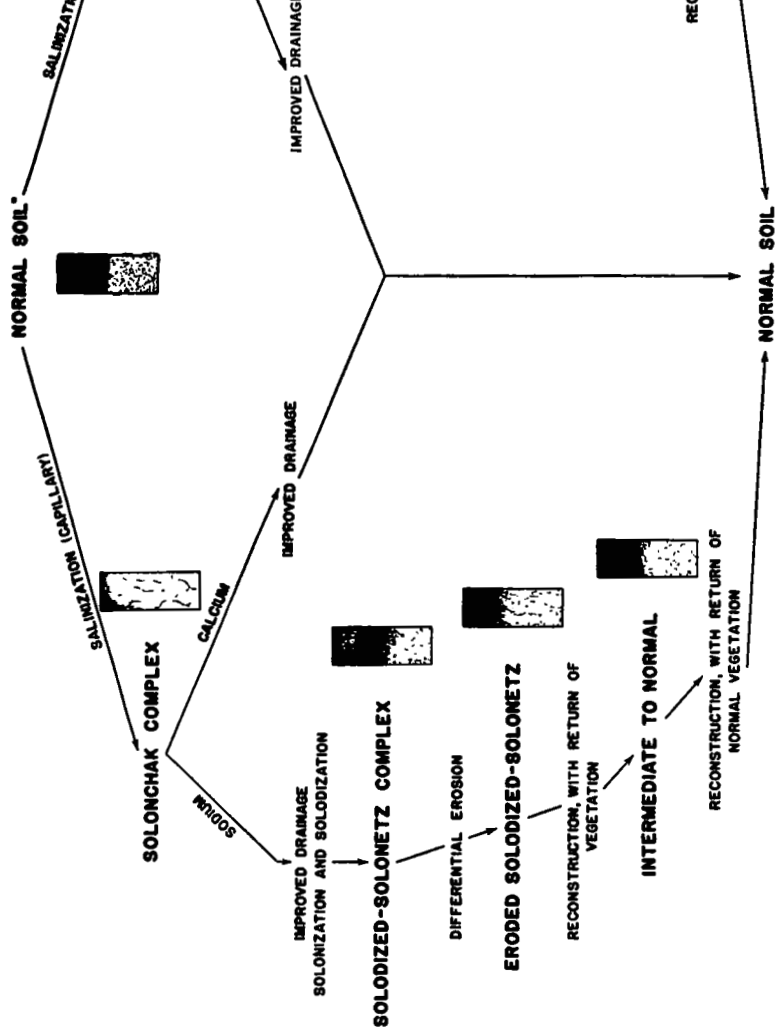 NORMAL SOIL*
SALINIZATION (CAPILLARY)
SALINIZATI
SOLONCHAK COMPLEX
SODIUM
CALCIUM
IMPROVED DRAINAGE
SOLONIZATION AND SOLODIZATION
IMPROVED DRAINAGE
IMPROVED DRAINAGE
SOLODIZED-SOLONETZ COMPLEX
DIFFERENTIAL EROSION
ERODED SOLODIZED-SOLONETZ
RECONSTRUCTION, WITH RETURN OF
VEGETATION
INTERMEDIATE TO NORMAL
RECONSTRUCTION, WITH RETURN OF
NORMAL VEGETATION
REC
NORMAL SOIL